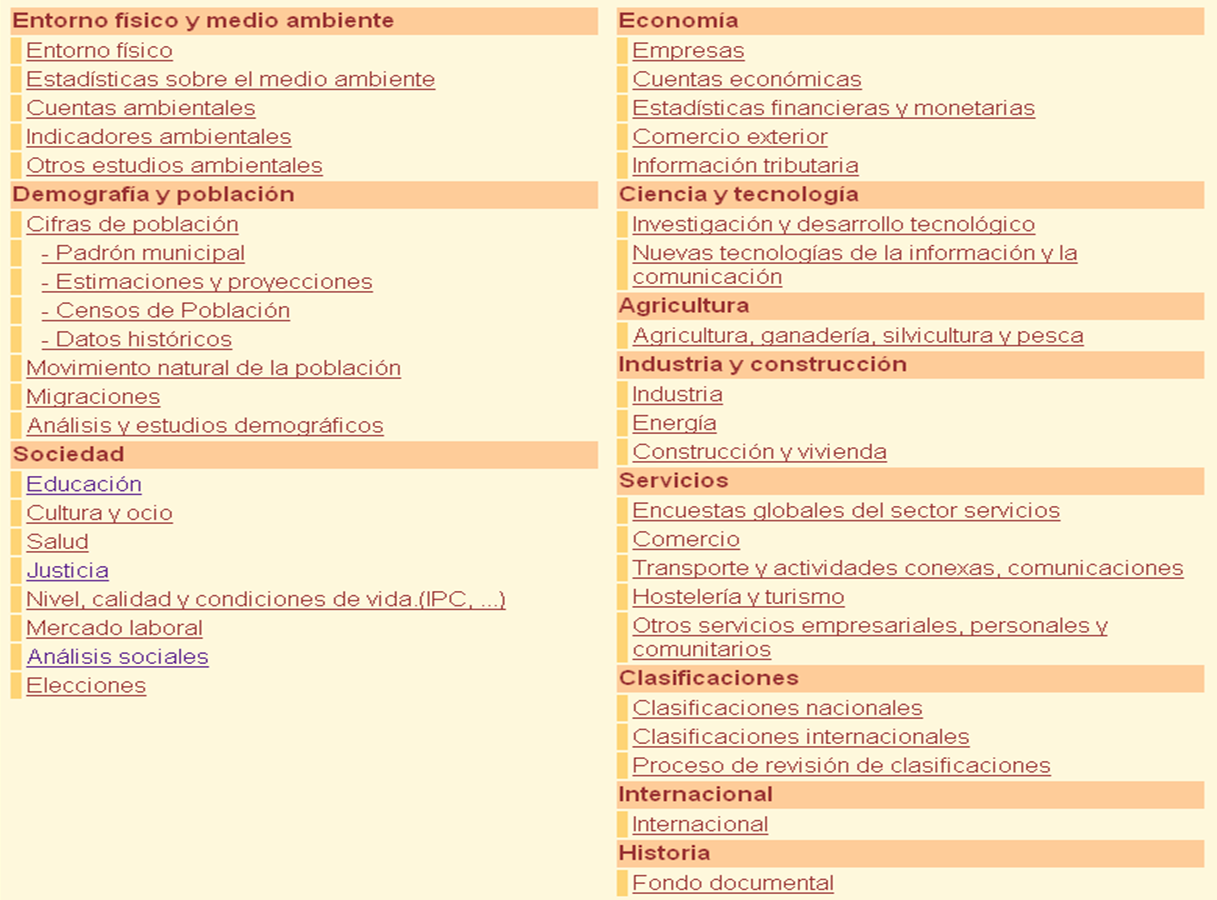 Entorno físico y medio ambiente
Entorno físico
Estadísticas sobre el medio ambiente
Cuentas ambientales
Indicadores ambientales
Otros estudios ambientales
Demografía y población
Cifras de población
- Padrón municipal
- Estimaciones y proyecciones
- Censos de Población
- Datos históricos
Movimiento natural de la población
Migraciones
Análisis y estudios demográficos
Sociedad
Educación
Cultura y ocio
Salud
Justicia
Nivel, calidad y condiciones de vida.(IPC, ...)
Mercado laboral
Análisis sociales
Elecciones
Economía
Empresas
Cuentas económicas
Estadísticas financieras y monetarias
Comercio exterior
Información tributaria
Ciencia y tecnología
Investigación y desarrollo tecnológico
Nuevas tecnologías de la información y la
comunicación
Agricultura
Agricultura, ganadería, silvicultura y pesca
Industria y construcción
Industria
Energía
Construcción y vivienda
Servicios
Encuestas globales del sector servicios
Comercio
Transporte y actividades conexas, comunicaciones
Hostelería y turismo
Otros servicios empresariales, personales y
comunitarios
Clasificaciones
Clasificaciones nacionales
Clasificaciones internacionales
Proceso de revisión de clasificaciones
Internacional
Internacional
Historia
Fondo documental